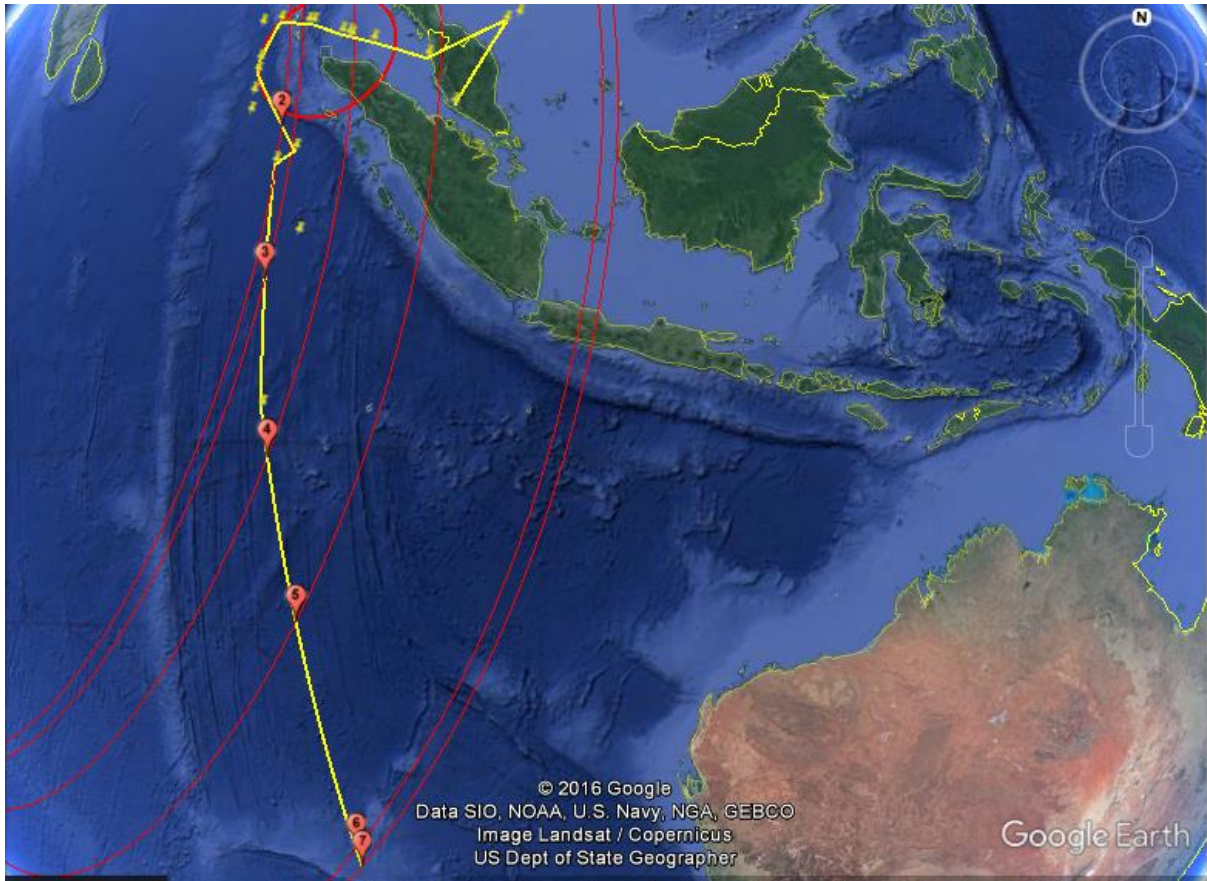 N
2
3
4
5
6
7
© 2016 Google
Data SIO, NOAA, U.S. Navy, NGA, GEBCO
Image Landsat / Copernicus
US Dept of State Geographer
Google Earth